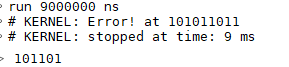 run 9000000 ns
# KERNEL: Error! at 101011011
# KERNEL: stopped at time: 9 ms
> 101101